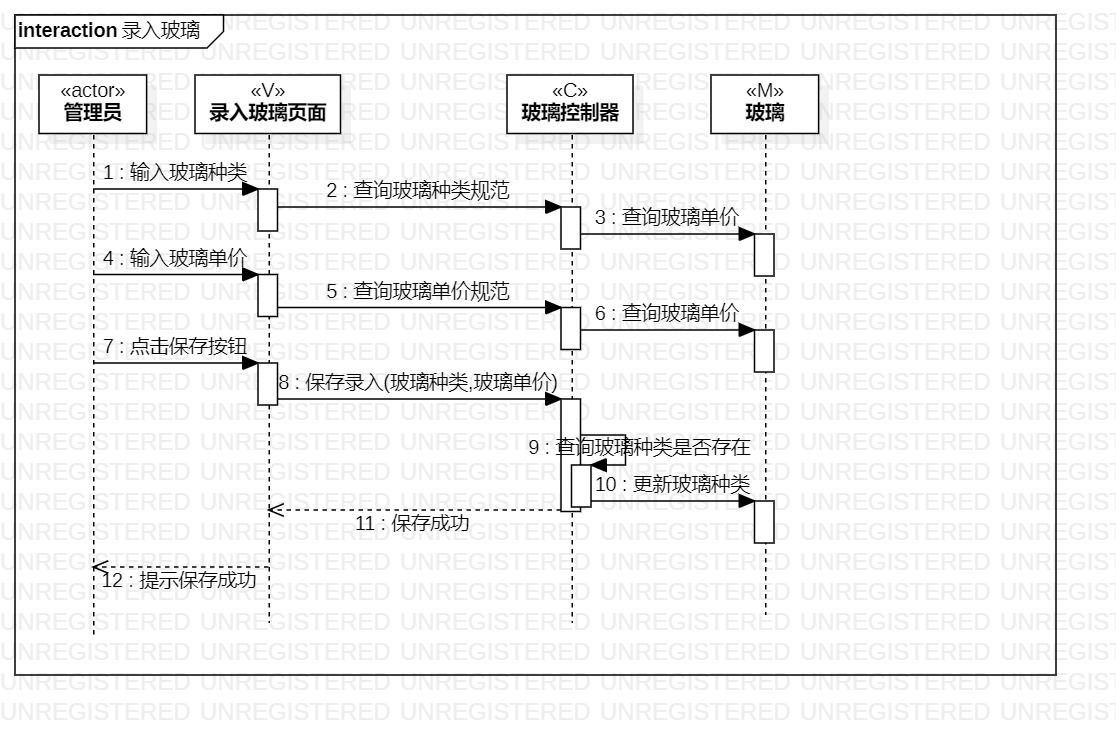 interaction 录入玻璃
«actor»
管理员
«V»
录入玻璃页面
«C»
玻璃控制器
«M»
玻璃
1 : 输入玻璃种类
2 : 查询玻璃种类规范
3 : 查询玻璃单价
4 : 输入玻璃单价
5 : 查询玻璃单价规范
6 : 查询玻璃单价
7 : 点击保存按钮
8 : 保存录入(玻璃种类,玻璃单价)
9 : 查询玻璃种类是否存在
10 : 更新玻璃种类
11 : 保存成功
12 : 提示保存成功
UNREGISTERED